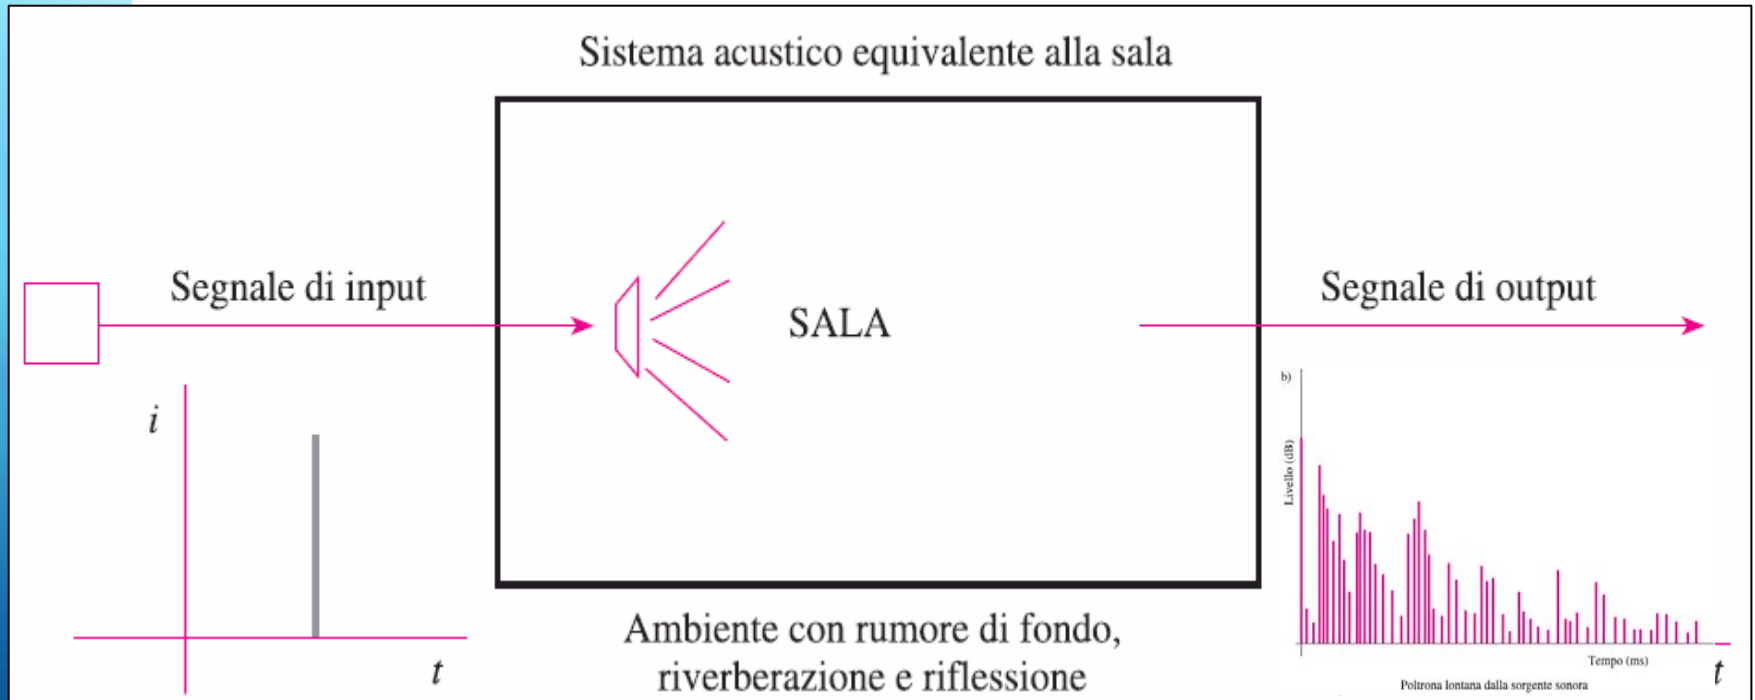 Sistema acustico equivalente alla sala
Segnale di input
SALA
Segnale di output
i
t
b)
Livello (dB)
Tempo (ms)
t
Poltrona lontana dalla sorgente sonora
Ambiente con rumore di fondo,
riverberazione e riflessione